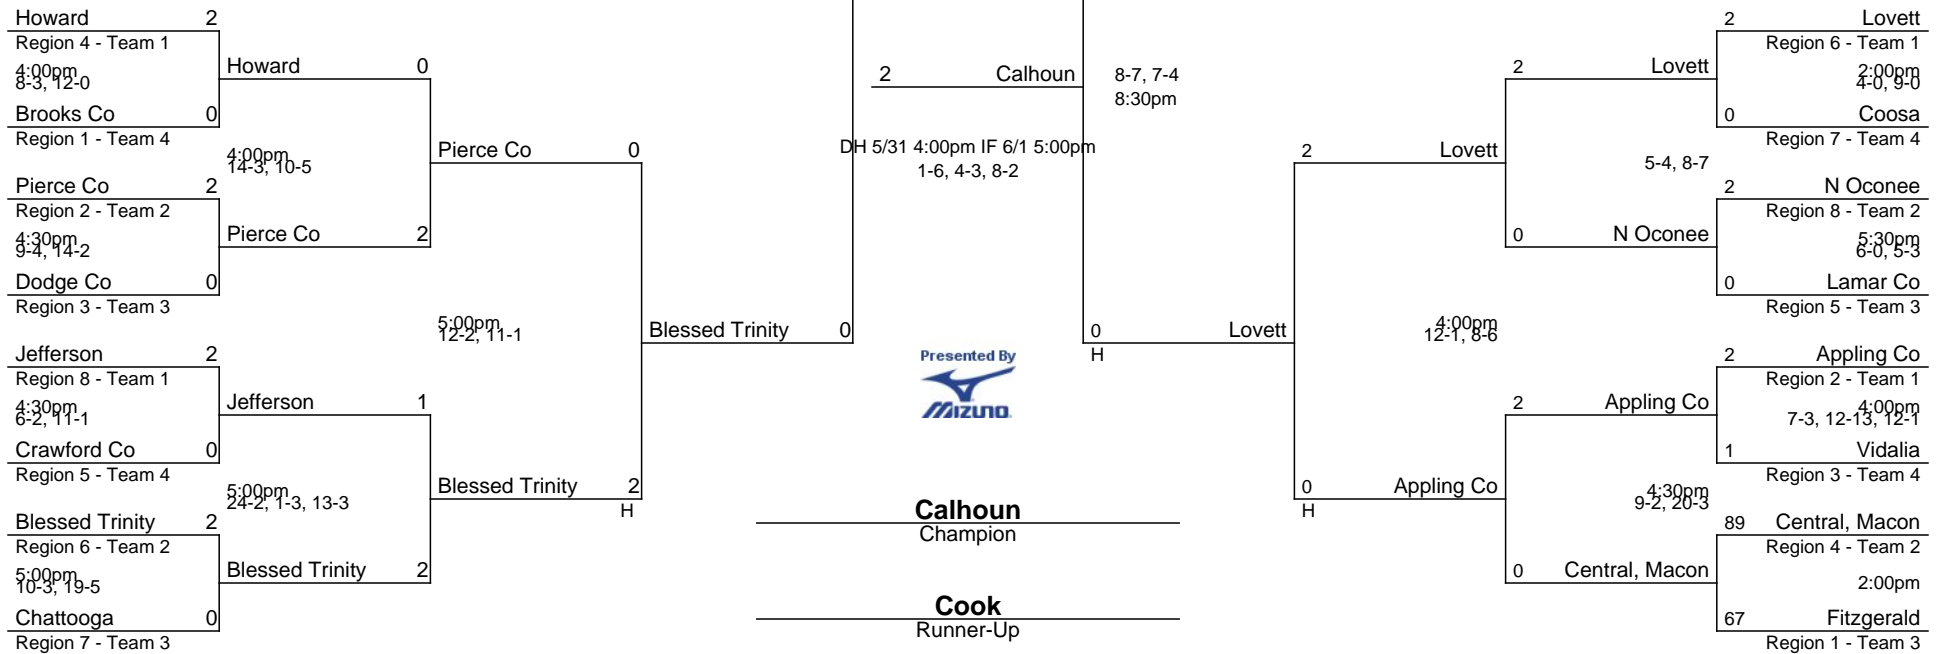 Howard 2
Region 4 - Team 1
4:00pm
8-3, 12-0
Brooks Co 0
Region 1 - Team 4
Pierce Co 2
Region 2 - Team 2
4:30pm
9-4, 14-2
Dodge Co 0
Region 3 - Team 3
Jefferson 2
Region 8 - Team 1
4:30pm
6-2, 11-1
Crawford Co 0
Region 5 - Team 4
Blessed Trinity 2
Region 6 - Team 2
5:00pm
10-3, 19-5
Chattooga 0
Region 7 - Team 3
Howard 0
4:00pm
14-3, 10-5
Pierce Co 2
Jefferson 1
5:00pm
24-2, 1-3, 13-3
Blessed Trinity 2
Pierce Co 0
5:00pm
12-2, 11-1
Blessed Trinity 2
H
Blessed Trinity 0
2 Calhoun
8-7, 7-4
8:30pm
DH 5/31 4:00pm IF 6/1 5:00pm
1-6, 4-3, 8-2
Presented By
MIZUNO
Calhoun
Champion
Cook
Runner-Up
0 Lovett
H
2 Lovett
4:00pm
12-1, 8-6
0 Appling Co
H
2 Lovett
5-4, 8-7
0 N Oconee
2 Appling Co
4:30pm
9-2, 20-3
0 Central, Macon
2 Lovett
Region 6 - Team 1
2:00pm
4-0, 9-0
0 Coosa
Region 7 - Team 4
2 N Oconee
Region 8 - Team 2
5:30pm
6-0, 5-3
0 Lamar Co
Region 5 - Team 3
2 Appling Co
Region 2 - Team 1
4:00pm
7-3, 12-13, 12-1
1 Vidalia
Region 3 - Team 4
89 Central, Macon
Region 4 - Team 2
2:00pm
67 Fitzgerald
Region 1 - Team 3